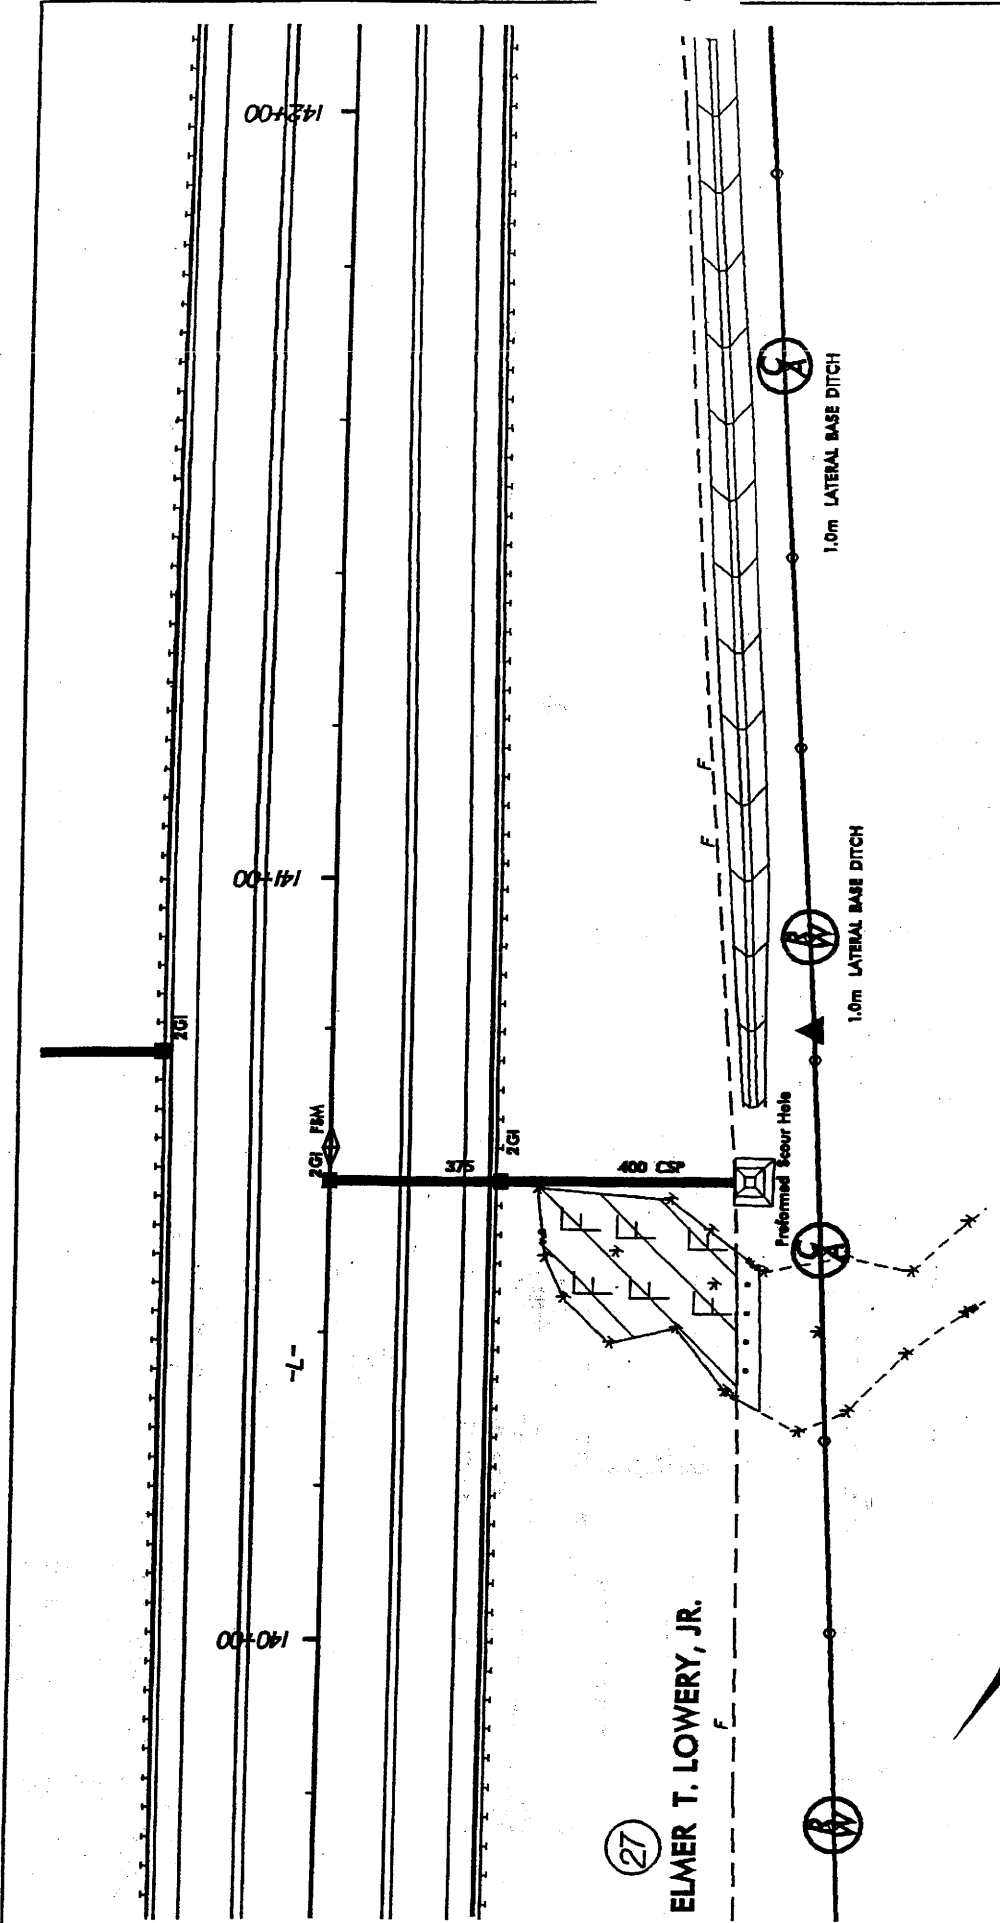 142+00
C/A
1.0m LATERAL BASE DITCH
F
F
141+00
R/W
1.0m LATERAL BASE DITCH
2GI
2GI FBM
375
2GI
400 CSP
Preformed Scour Hole
C/A
-L-
140+00
F
27
ELMER T. LOWERY, JR.
R/W